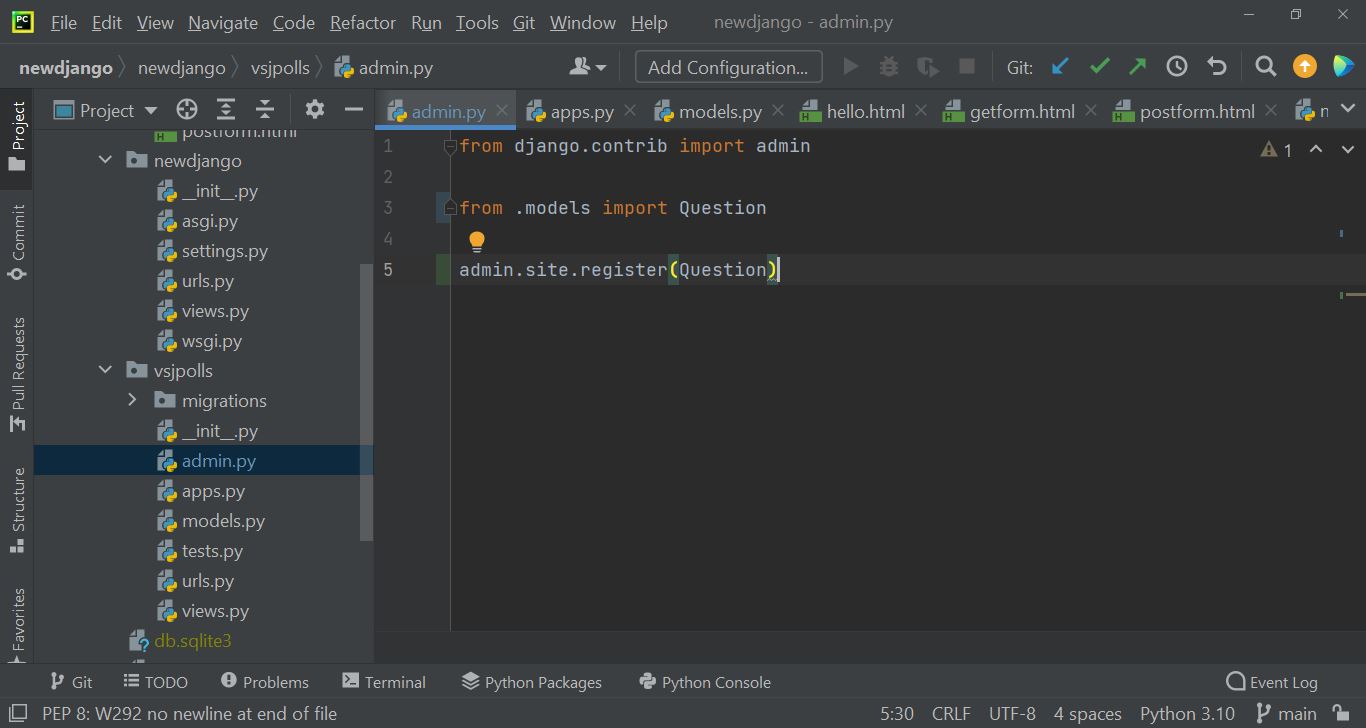 PC File Edit View Navigate Code Refactor Run Tools Git Window Help newdjango - admin.py
newdjango newdjango vsjpolls admin.py Add Configuration... Git:
Project
admin.py apps.py models.py hello.html getform.html postform.html
postform.html
newdjango
__init__.py
asgi.py
settings.py
urls.py
views.py
wsgi.py
vsjpolls
migrations
__init__.py
admin.py
apps.py
models.py
tests.py
urls.py
views.py
db.sqlite3
Project
Commit
Pull Requests
Structure
Favorites
1 from django.contrib import admin
2
3 from .models import Question
4
5 admin.site.register(Question)
1
Git TODO Problems Terminal Python Packages Python Console Event Log
PEP 8: W292 no newline at end of file 5:30 CRLF UTF-8 4 spaces Python 3.10 main